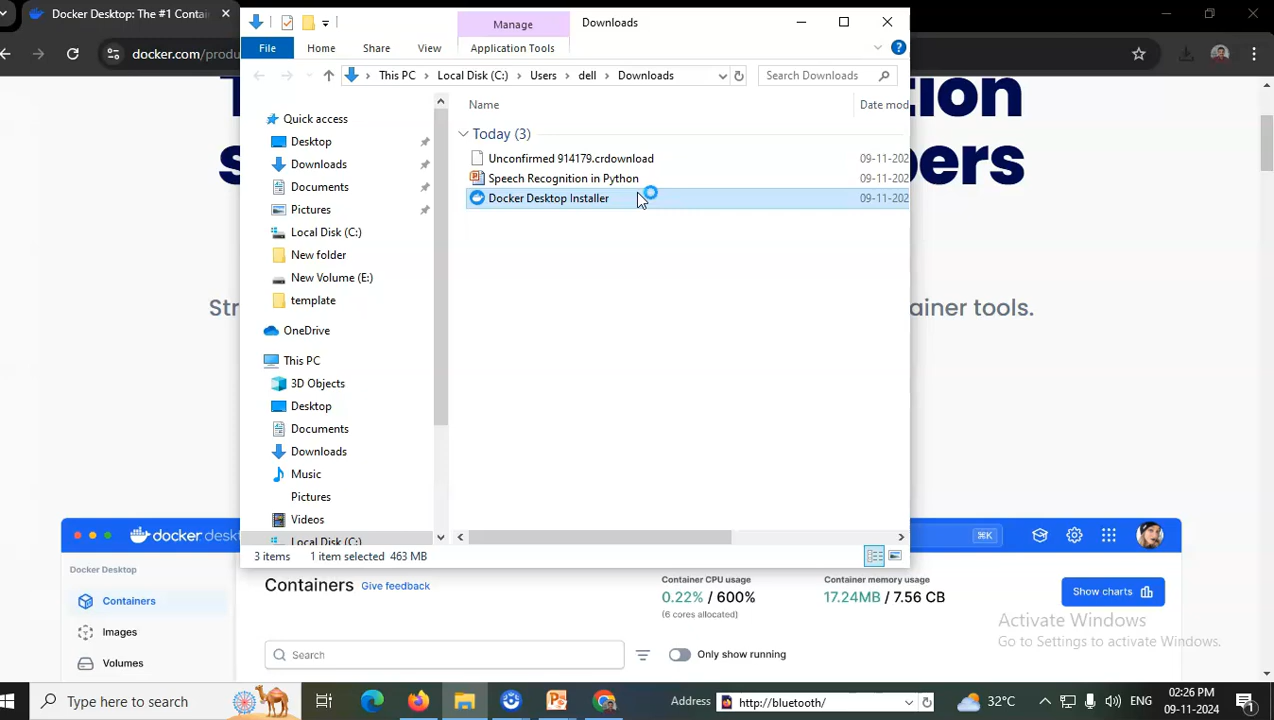 Docker Desktop: The #1 Contai
docker.com/produ
Manage
Downloads
File
Home
Share
View
Application Tools
This PC
Local Disk (C:)
Users
dell
Downloads
Search Downloads
Name
Date mod
Quick access
Desktop
Downloads
Documents
Pictures
Local Disk (C:)
New folder
New Volume (E:)
template
OneDrive
This PC
3D Objects
Desktop
Documents
Downloads
Music
Pictures
Videos
Local Disk (C:)
Today (3)
Unconfirmed 914179.crdownload
09-11-202
Speech Recognition in Python
09-11-202
Docker Desktop Installer
09-11-202
3 items
1 item selected 463 MB
T
tion
s
pers
Str
ainer tools.
docker deskt
⌘K
Docker Desktop
Containers
Images
Volumes
Containers
Give feedback
Container CPU usage
0.22% / 600%
(6 cores allocated)
Container memory usage
17.24MB / 7.56 CB
Show charts
Search
Only show running
Activate Windows
Go to Settings to activate Windows.
Type here to search
Address
http://bluetooth/
32°C
ENG
02:26 PM
09-11-2024
1